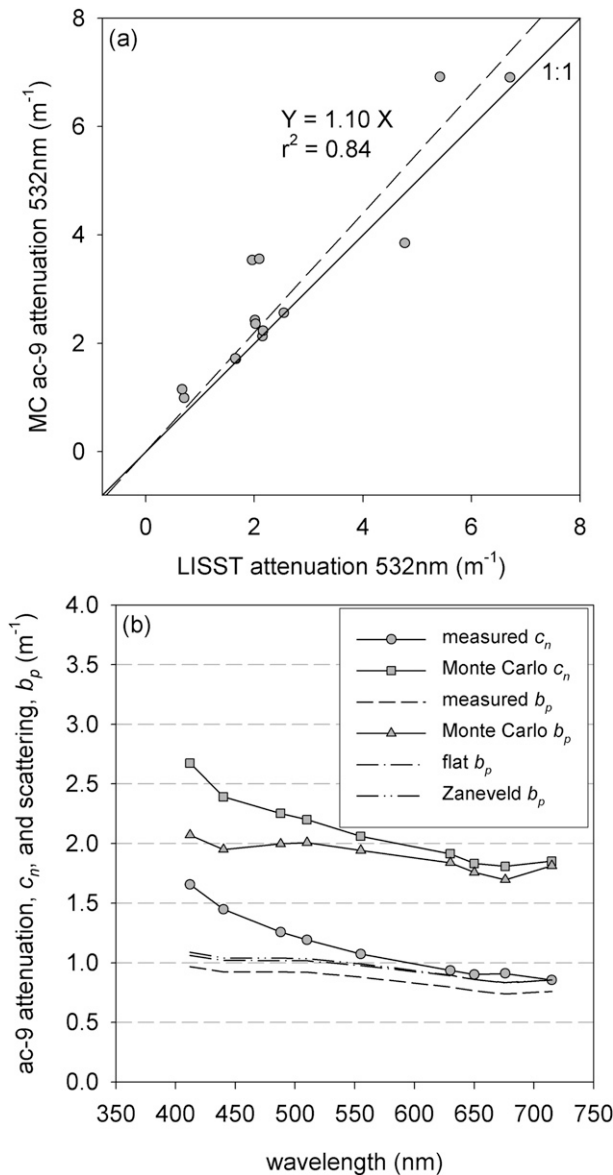 (a)
8
6
4
2
0
MC ac-9 attenuation 532nm (m⁻¹)
Y = 1.10 X
r² = 0.84
1:1
0 2 4 6 8
LISST attenuation 532nm (m⁻¹)
(b)
4.0
3.5
3.0
2.5
2.0
1.5
1.0
0.5
0.0
ac-9 attenuation, cₙ, and scattering, bₚ (m⁻¹)
measured cₙ
Monte Carlo cₙ
measured bₚ
Monte Carlo bₚ
flat bₚ
Zaneveld bₚ
350 400 450 500 550 600 650 700 750
wavelength (nm)